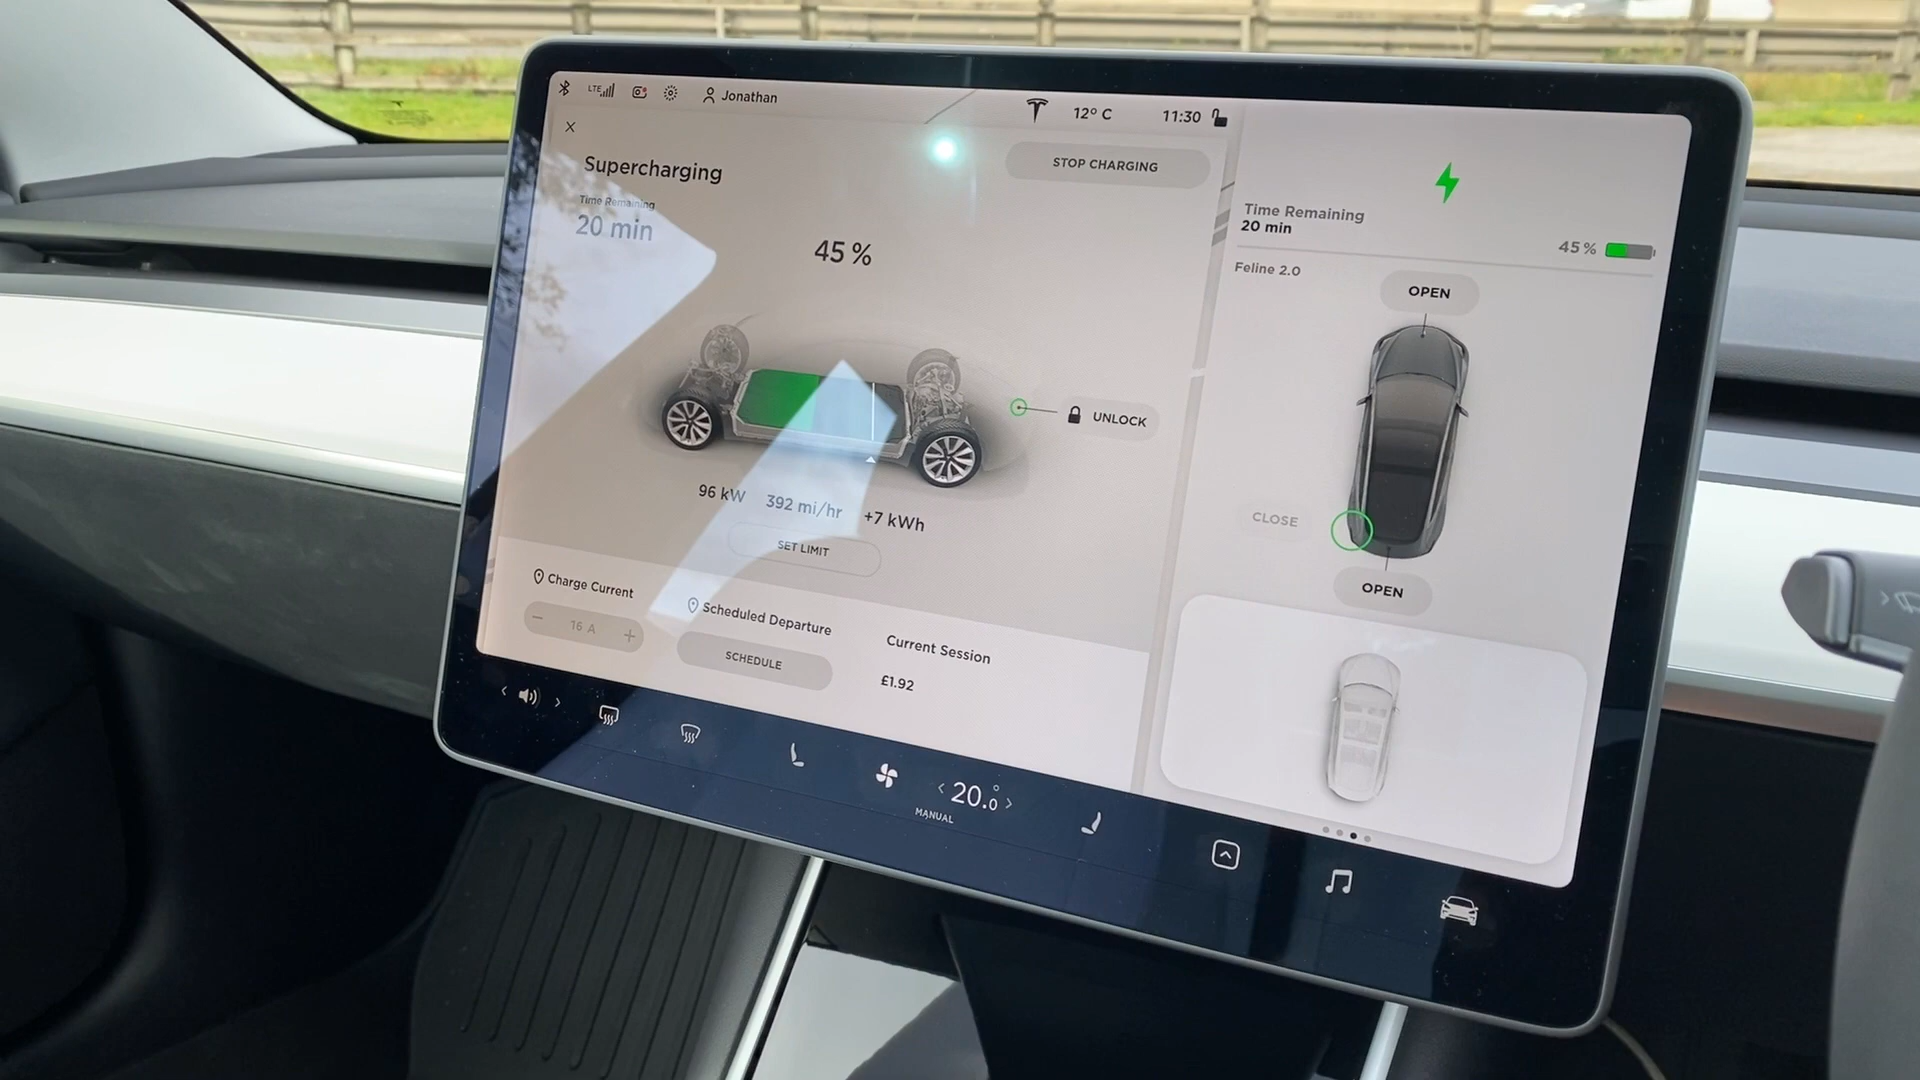 LTE
Jonathan
12° C
11:30
Supercharging
STOP CHARGING
Time Remaining
20 min
45 %
UNLOCK
96 kW
392 mi/hr
+7 kWh
SET LIMIT
Charge Current
16 A
Scheduled Departure
SCHEDULE
Current Session
£1.92
Time Remaining
20 min
45 %
Feline 2.0
OPEN
CLOSE
OPEN
20.0°
MANUAL